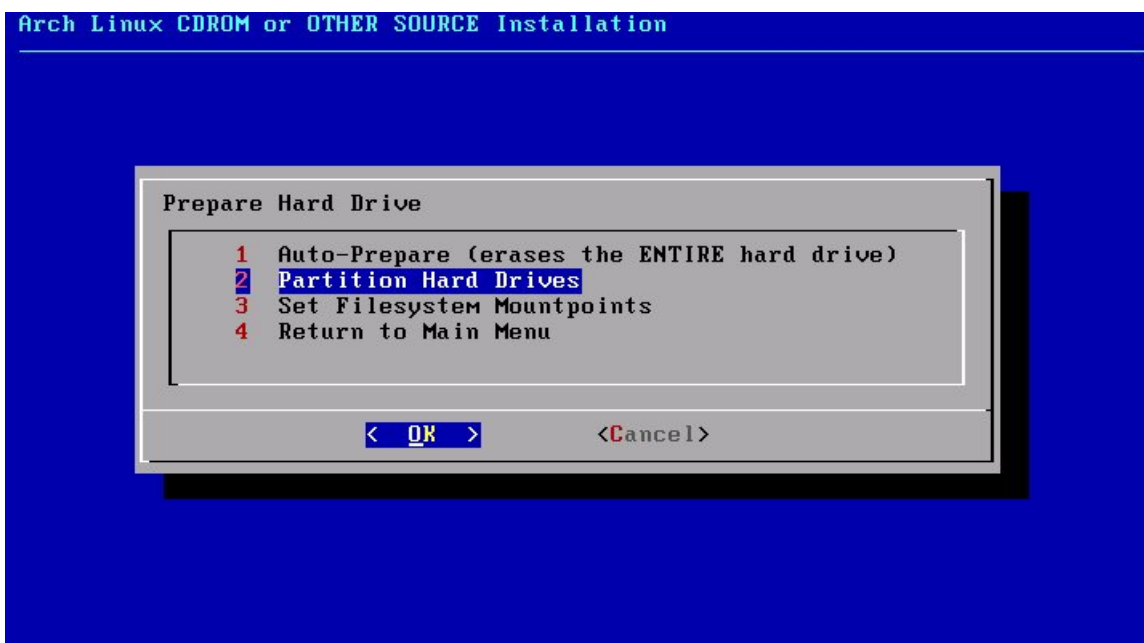 Arch Linux CDROM or OTHER SOURCE Installation
Prepare Hard Drive
1 Auto-Prepare (erases the ENTIRE hard drive)
2 Partition Hard Drives
3 Set Filesystem Mountpoints
4 Return to Main Menu
< OK > <Cancel>